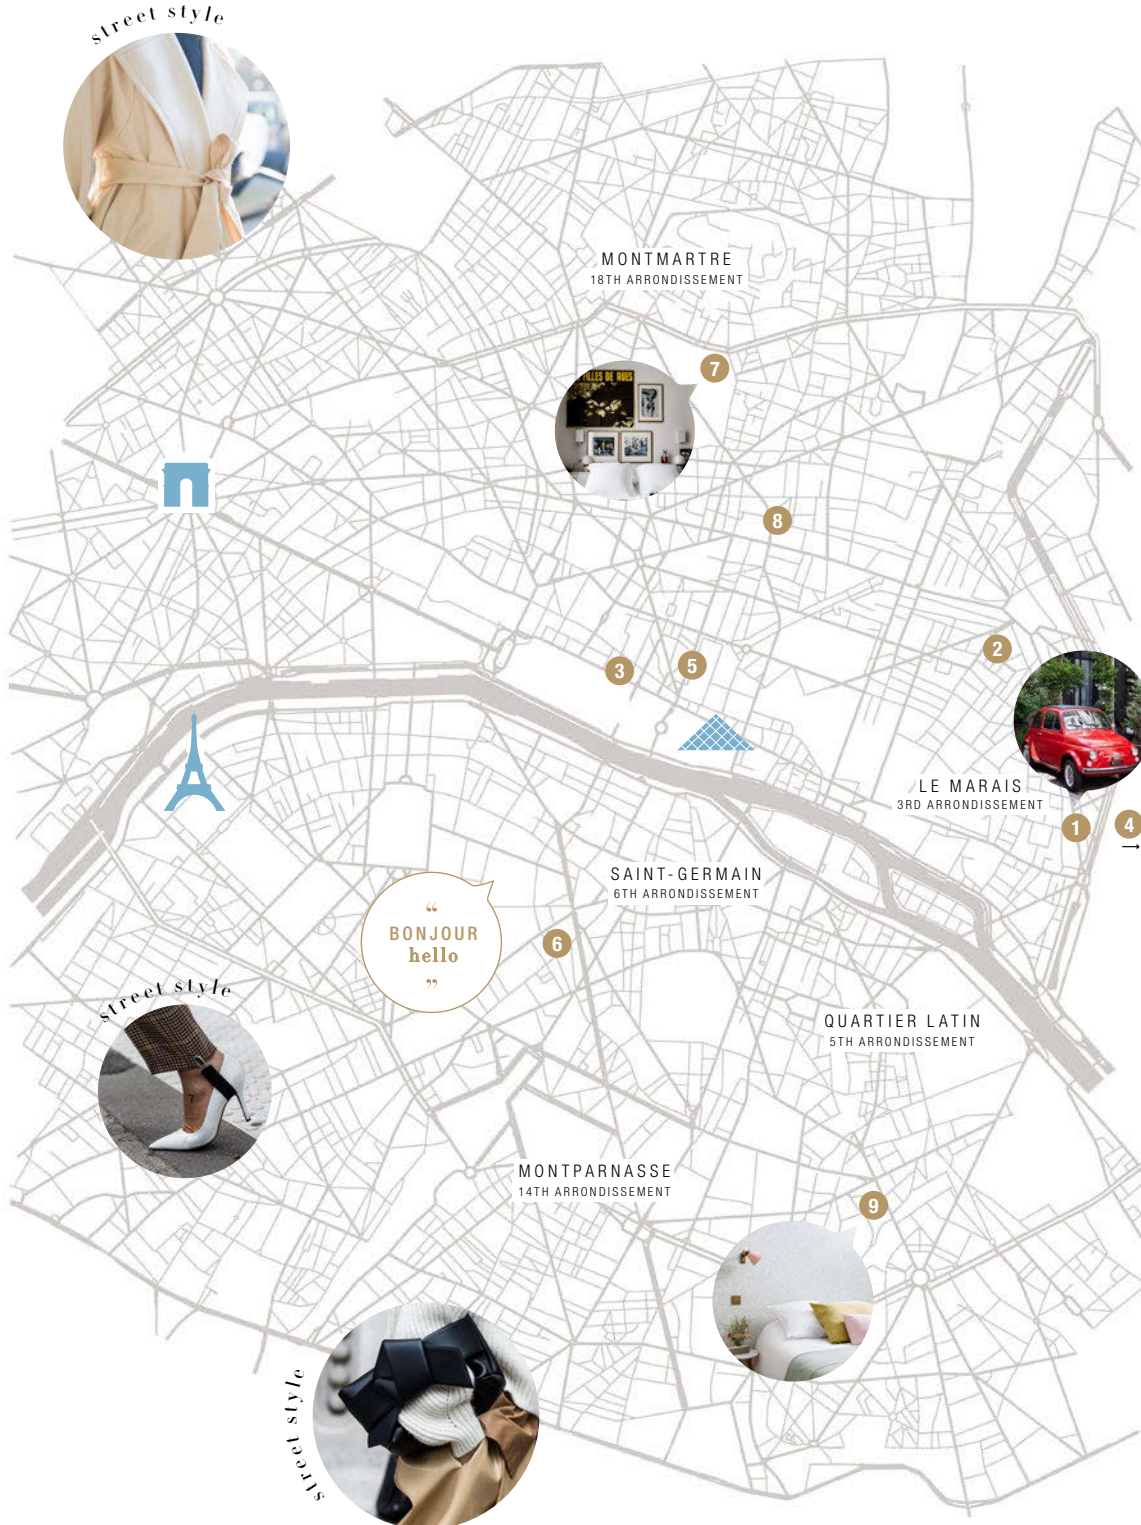 street style
MONTMARTRE
18TH ARRONDISSEMENT
7
8
3
5
2
LE MARAIS
3RD ARRONDISSEMENT
1
4
→
SAINT-GERMAIN
6TH ARRONDISSEMENT
“
BONJOUR
hello
”
6
street style
QUARTIER LATIN
5TH ARRONDISSEMENT
MONTPARNASSE
14TH ARRONDISSEMENT
9
street style